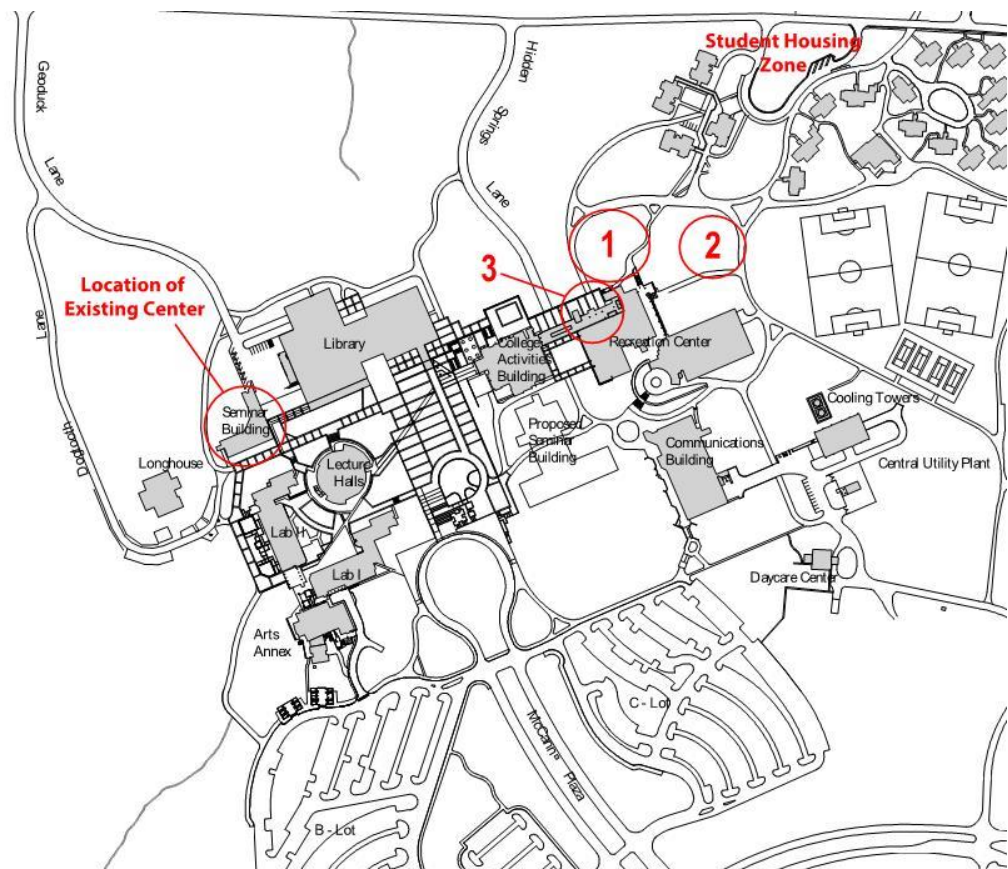 Student Housing
Zone
Geoduck
Lane
Hidden
Springs
Lane
1
2
3
Location of
Existing Center
Dogtooth
Lane
Library
College
Activities
Building
Recreation Center
Seminar
Building
Proposed
Seminar
Building
Cooling Towers
Communications
Building
Longhouse
Lecture
Halls
Central Utility Plant
Lab II
Lab I
Daycare Center
Arts
Annex
C - Lot
McCann
Plaza
B - Lot